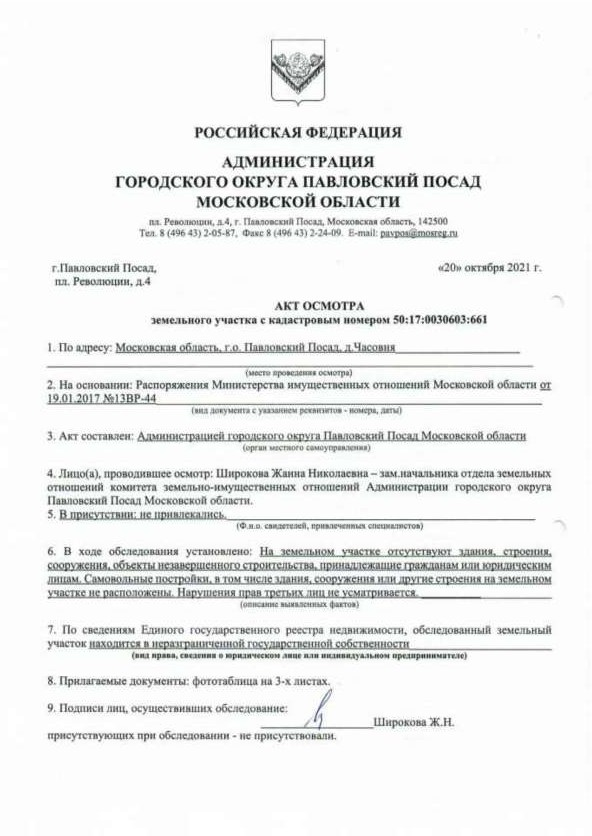 РОССИЙСКАЯ ФЕДЕРАЦИЯ
АДМИНИСТРАЦИЯ
ГОРОДСКОГО ОКРУГА ПАВЛОВСКИЙ ПОСАД
МОСКОВСКОЙ ОБЛАСТИ
пл. Революции, д.4, г. Павловский Посад, Московская область, 142500
Тел. 8 (496 43) 2-05-87, Факс 8 (496 43) 2-24-09. E-mail: pavpos@mosreg.ru
г.Павловский Посад, «20» октября 2021 г.
пл. Революции, д.4
АКТ ОСМОТРА
земельного участка с кадастровым номером 50:17:0030603:661
1. По адресу: Московская область, г.о. Павловский Посад, д.Часовня
(место проведения осмотра)
2. На основании: Распоряжения Министерства имущественных отношений Московской области от
19.01.2017 №13ВР-44
(вид документа с указанием реквизитов - номера, даты)
3. Акт составлен: Администрацией городского округа Павловский Посад Московской области
(орган местного самоуправления)
4. Лицо(а), проводившее осмотр: Широкова Жанна Николаевна – зам.начальника отдела земельных
отношений комитета земельно-имущественных отношений Администрации городского округа
Павловский Посад Московской области.
5. В присутствии: не привлекались.
(Ф.и.о. свидетелей, привлеченных специалистов)
6. В ходе обследования установлено: На земельном участке отсутствуют здания, строения,
сооружения, объекты незавершенного строительства, принадлежащие гражданам или юридическим
лицам. Самовольные постройки, в том числе здания, сооружения или другие строения на земельном
участке не расположены. Нарушения прав третьих лиц не усматривается.
(описание выявленных фактов)
7. По сведениям Единого государственного реестра недвижимости, обследованный земельный
участок находится в неразграниченной государственной собственности
(вид права, сведения о юридическом лице или индивидуальном предпринимателе)
8. Прилагаемые документы: фототаблица на 3-х листах.
9. Подписи лиц, осуществивших обследование:
Широкова Ж.Н.
присутствующих при обследовании - не присутствовали.